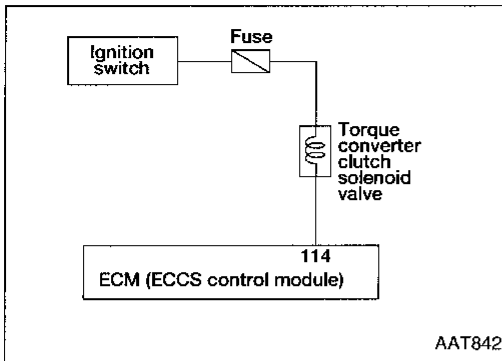 Ignition
switch
Fuse
Torque
converter
clutch
solenoid
valve
114
ECM (ECCS control module)
AAT842